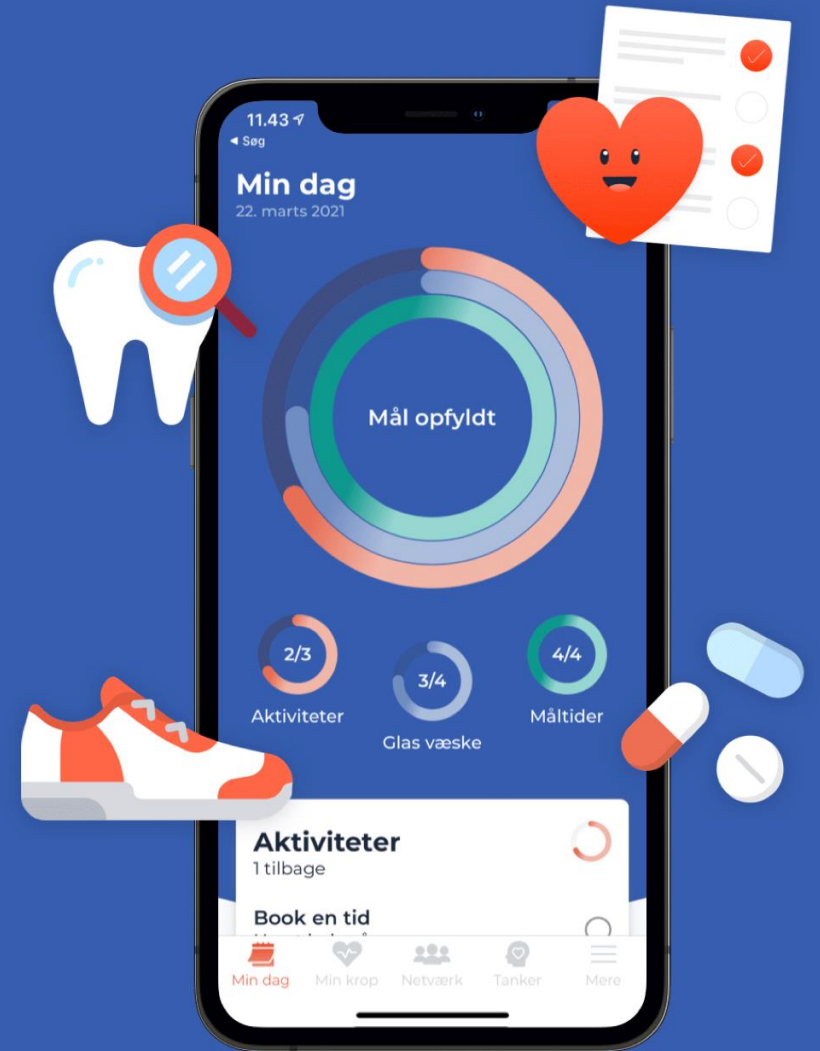 11.43
Søg
Min dag
22. marts 2021
Mål opfyldt
2/3
3/4
4/4
Aktiviteter
Glas væske
Måltider
Aktiviteter
1 tilbage
Book en tid
Min dag
Min krop
Netværk
Tanker
Mere